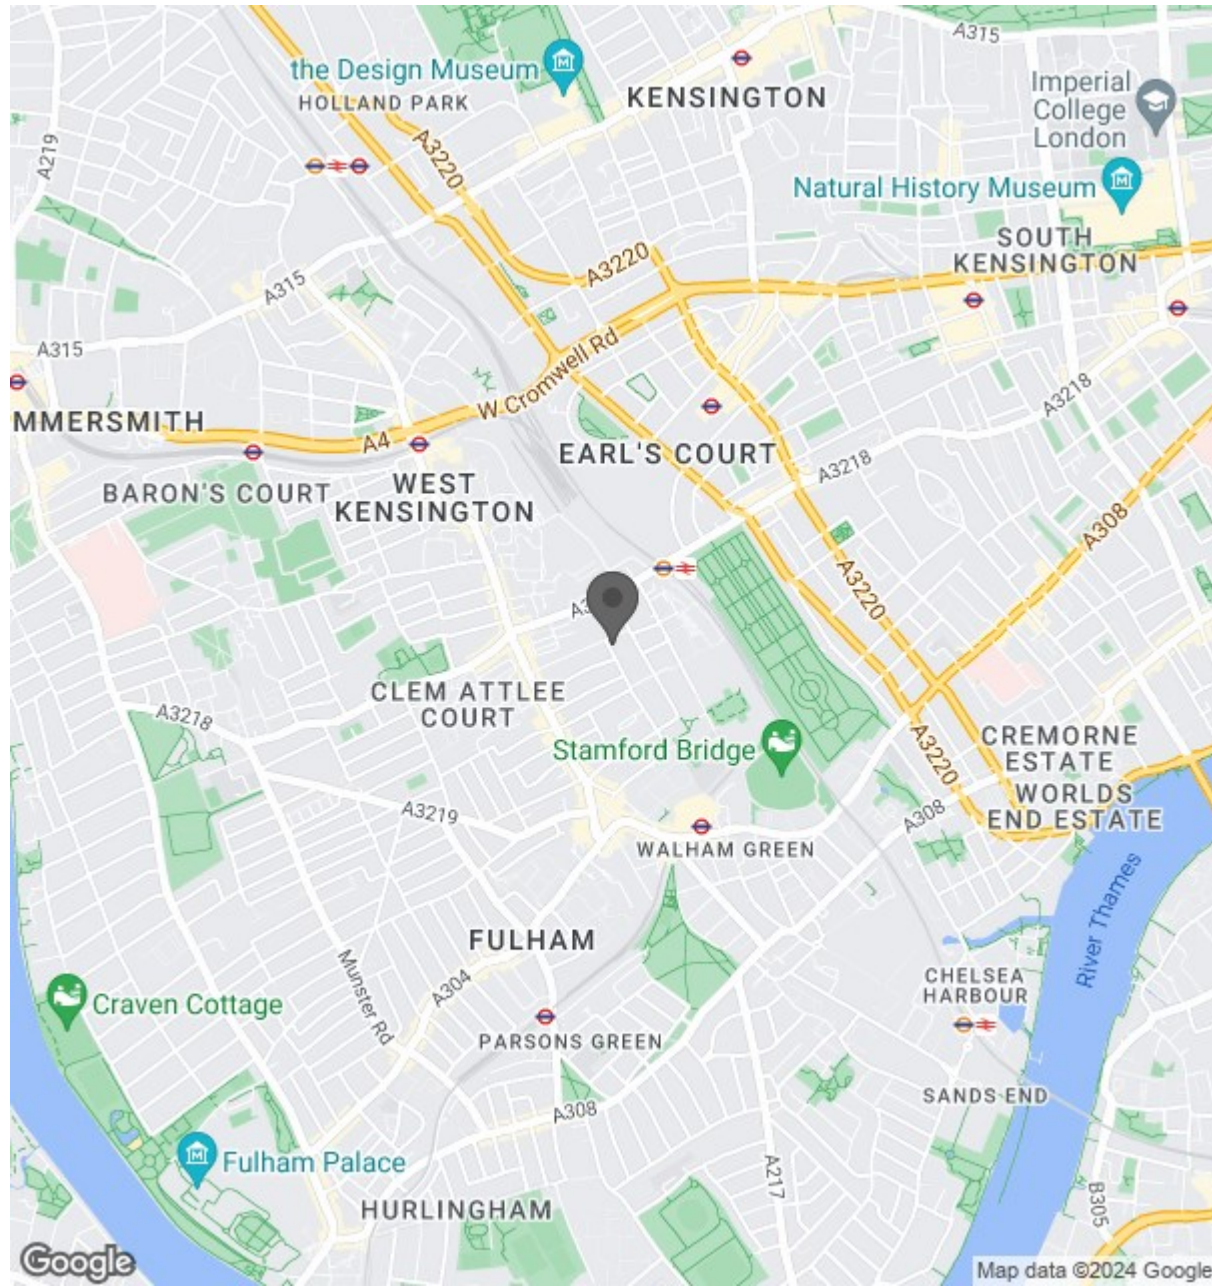 A315
the Design Museum
HOLLAND PARK
KENSINGTON
Imperial
College
London
A219
A3220
Natural History Museum
SOUTH
KENSINGTON
A3220
A315
A315
W Cromwell Rd
A3218
MMERSMITH
A4
EARL'S COURT
A3218
BARON'S COURT
WEST
KENSINGTON
A308
A3220
CLEM ATTLEE
COURT
A3218
Stamford Bridge
A3220
CREMORNE
ESTATE
WORLDS
END ESTATE
A3219
A308
WALHAM GREEN
River Thames
FULHAM
Munster Rd
A304
CHELSEA
HARBOUR
Craven Cottage
PARSONS GREEN
SANDS END
A308
Fulham Palace
A217
B305
HURLINGHAM
Google
Map data ©2024 Google